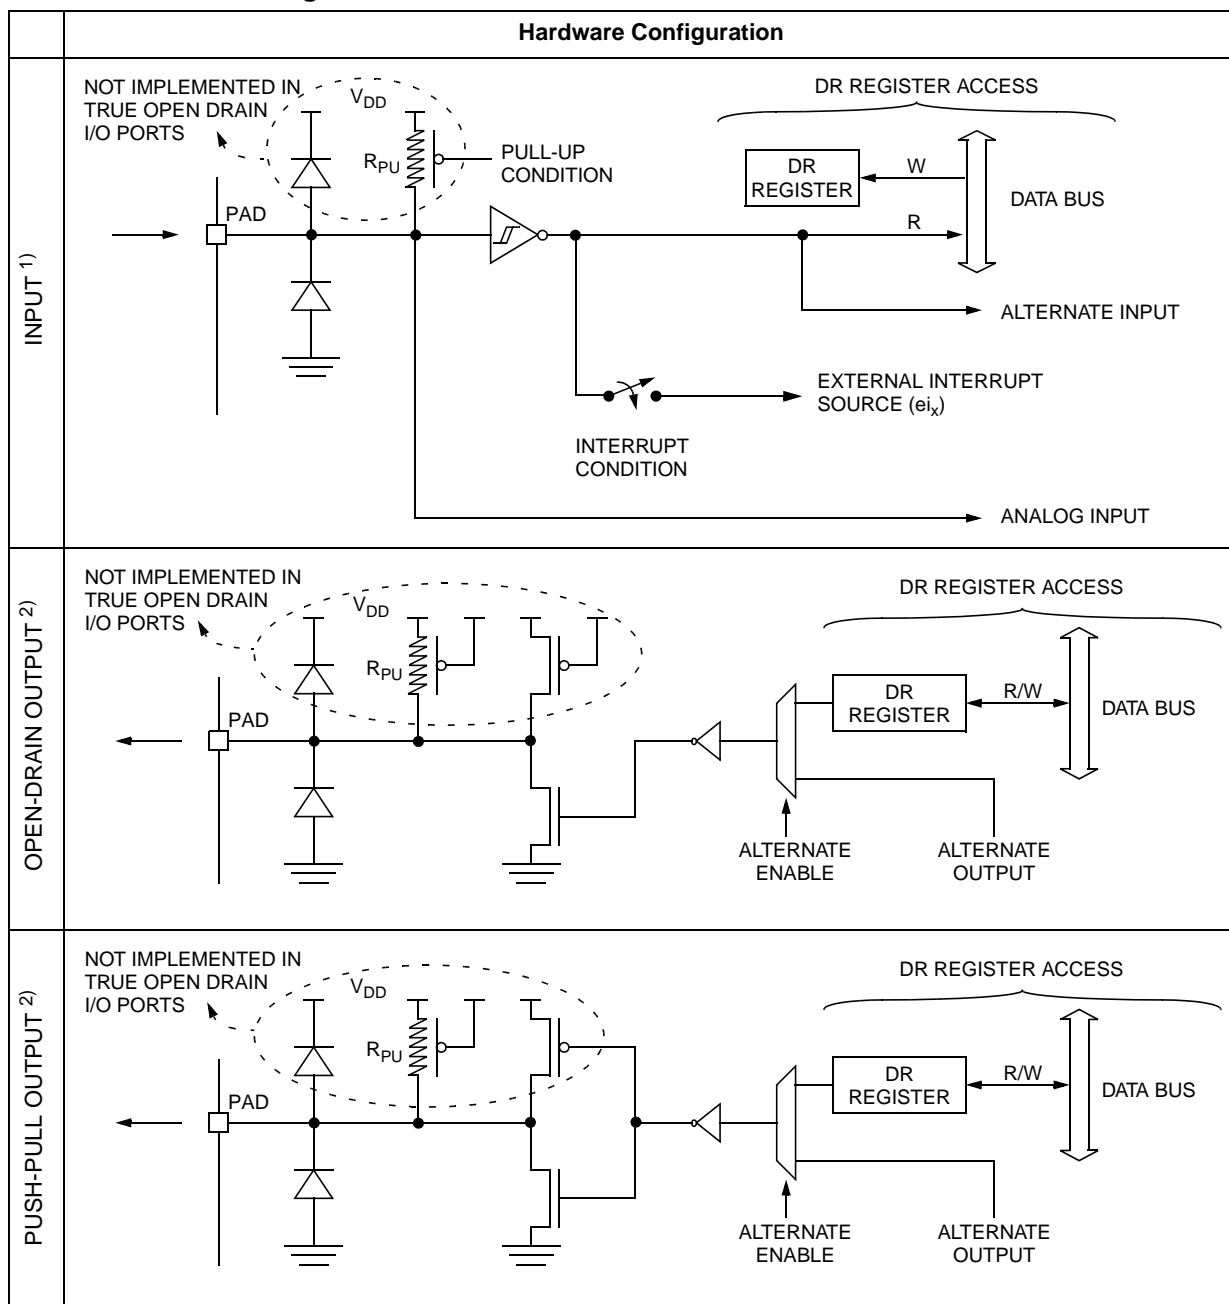 Hardware Configuration
INPUT 1)
NOT IMPLEMENTED IN
TRUE OPEN DRAIN
I/O PORTS
VDD
RPU
PULL-UP
CONDITION
PAD
DR REGISTER ACCESS
DR
REGISTER
W
R
DATA BUS
ALTERNATE INPUT
EXTERNAL INTERRUPT
SOURCE (eix)
INTERRUPT
CONDITION
ANALOG INPUT
OPEN-DRAIN OUTPUT 2)
NOT IMPLEMENTED IN
TRUE OPEN DRAIN
I/O PORTS
VDD
RPU
PAD
DR REGISTER ACCESS
DR
REGISTER
R/W
DATA BUS
ALTERNATE
ENABLE
ALTERNATE
OUTPUT
PUSH-PULL OUTPUT 2)
NOT IMPLEMENTED IN
TRUE OPEN DRAIN
I/O PORTS
VDD
RPU
PAD
DR REGISTER ACCESS
DR
REGISTER
R/W
DATA BUS
ALTERNATE
ENABLE
ALTERNATE
OUTPUT